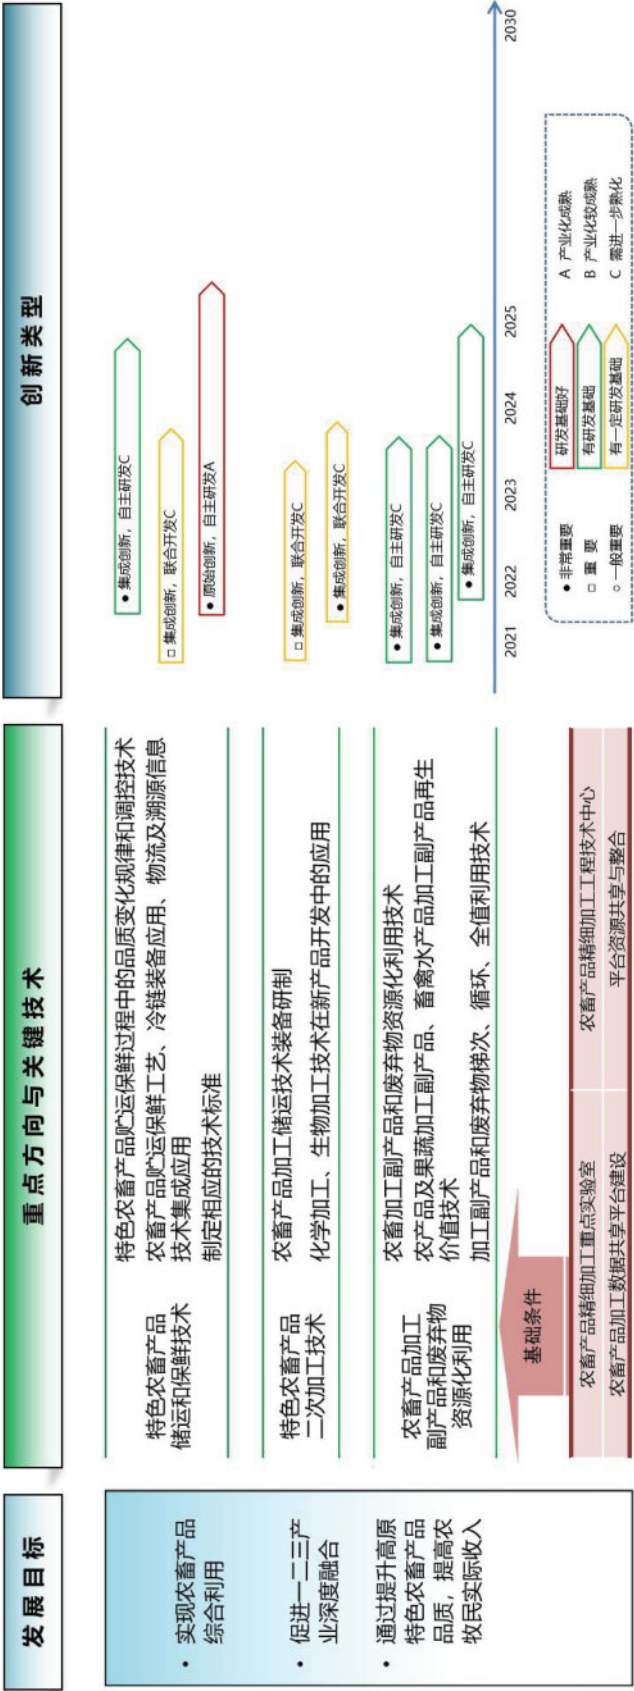 发展目标
重点方向与关键技术
创新类型
• 实现农畜产品
综合利用
• 促进一二三产
业深度融合
• 通过提升高原
特色农畜产品
品质，提高农
牧民实际收入
特色农畜产品
储运和保鲜技术
特色农畜产品贮运保鲜过程中的品质变化规律和调控技术
农畜产品贮运保鲜工艺、冷链装备应用、物流及溯源信息
技术集成应用
制定相应的技术标准
● 集成创新，自主研发C
□ 集成创新，联合开发C
● 原始创新，自主研发A
特色农畜产品
二次加工技术
农畜产品加工储运技术装备研制
化学加工、生物加工技术在新产品开发中的应用
□ 集成创新，联合开发C
● 集成创新，联合开发C
农畜产品加工
副产品和废弃物
资源化利用
农畜加工副产品和废弃物资源化利用技术
农产品及果蔬加工副产品、畜禽水产品加工副产品再生
价值技术
加工副产品和废弃物梯次、循环、全值利用技术
● 集成创新，自主研发C
● 集成创新，自主研发C
● 集成创新，自主研发C
2021 2022 2023 2024 2025 2030
基础条件
农畜产品精细加工重点实验室 农畜产品精细加工工程技术中心
农畜产品加工数据共享平台建设 平台资源共享与整合
● 非常重要 研发基础好 A 产业化成熟
□ 重 要 有研发基础 B 产业化较成熟
○ 一般重要 有一定研发基础 C 需进一步熟化